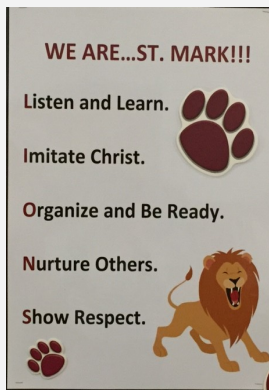 WE ARE...ST. MARK!!!
Listen and Learn.
Imitate Christ.
Organize and Be Ready.
Nurture Others.
Show Respect.